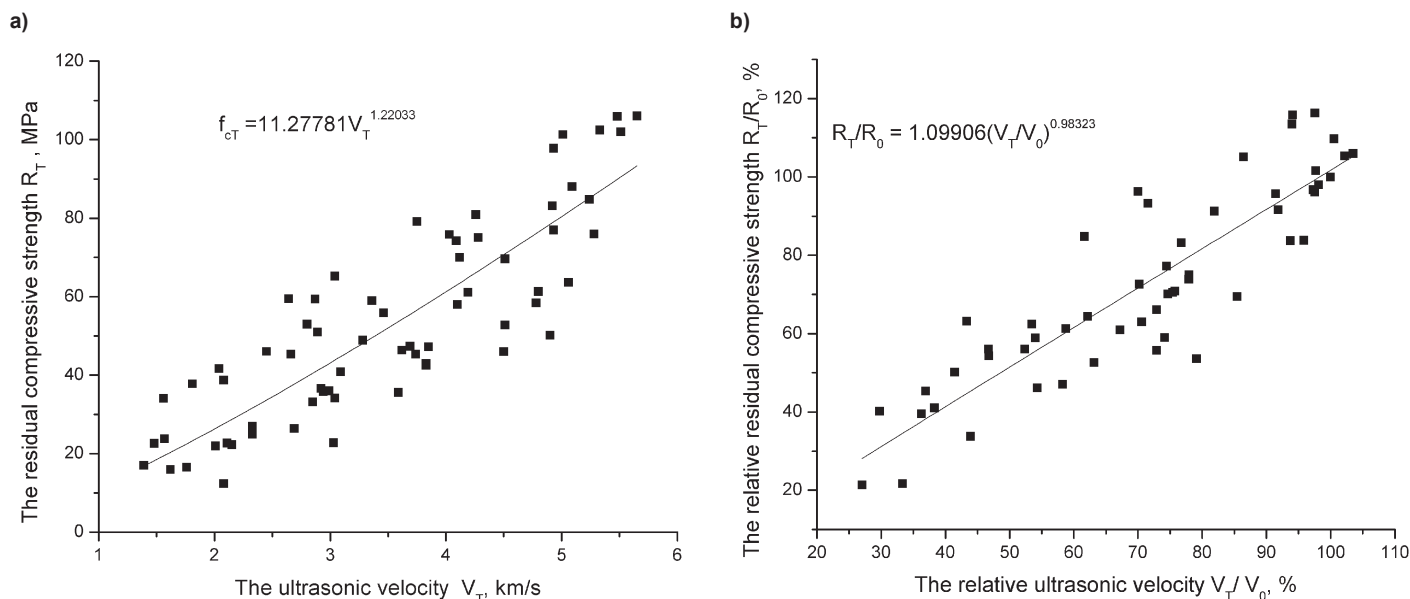 a)
The residual compressive strength R_T , MPa
120
100
80
60
40
20
0
f_cT =11.27781V_T^1.22033
1 2 3 4 5 6
The ultrasonic velocity V_T, km/s
b)
The relative residual compressive strength R_T/R_0, %
120
100
80
60
40
20
R_T/R_0 = 1.09906(V_T/V_0)^0.98323
20 30 40 50 60 70 80 90 100 110
The relative ultrasonic velocity V_T/ V_0, %